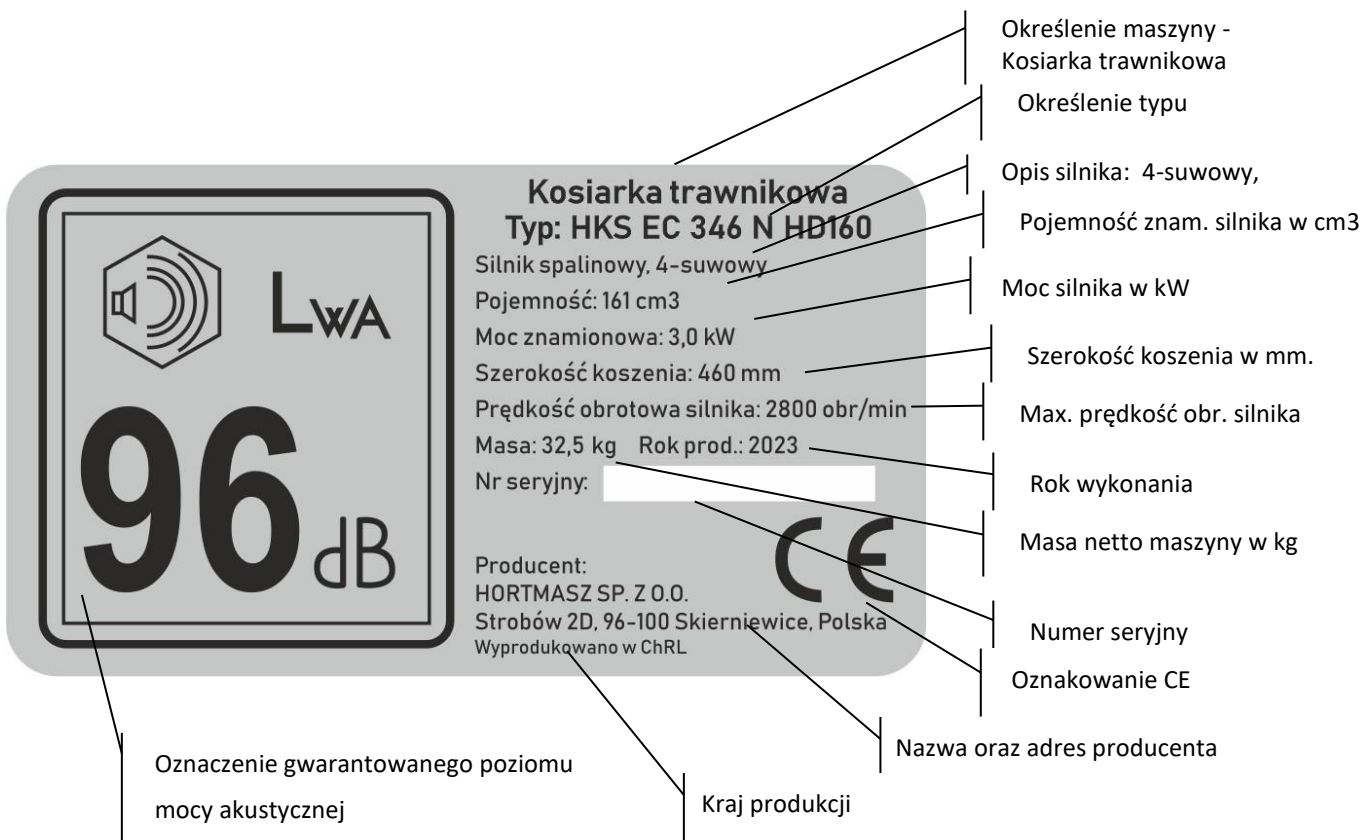 Określenie maszyny -
Kosiarka trawnikowa
Określenie typu
Opis silnika: 4-suwowy,
Pojemność znam. silnika w cm3
Moc silnika w kW
Szerokość koszenia w mm.
Max. prędkość obr. silnika
Rok wykonania
Masa netto maszyny w kg
Numer seryjny
Oznakowanie CE
Nazwa oraz adres producenta
Kraj produkcji
Oznaczenie gwarantowanego poziomu
mocy akustycznej
LWA
96 dB
Kosiarka trawnikowa
Typ: HKS EC 346 N HD160
Silnik spalinowy, 4-suwowy
Pojemność: 161 cm3
Moc znamionowa: 3,0 kW
Szerokość koszenia: 460 mm
Prędkość obrotowa silnika: 2800 obr/min
Masa: 32,5 kg Rok prod.: 2023
Nr seryjny:
CE
Producent:
HORTMASZ SP. Z O.O.
Strobów 2D, 96-100 Skierniewice, Polska
Wyprodukowano w ChRL